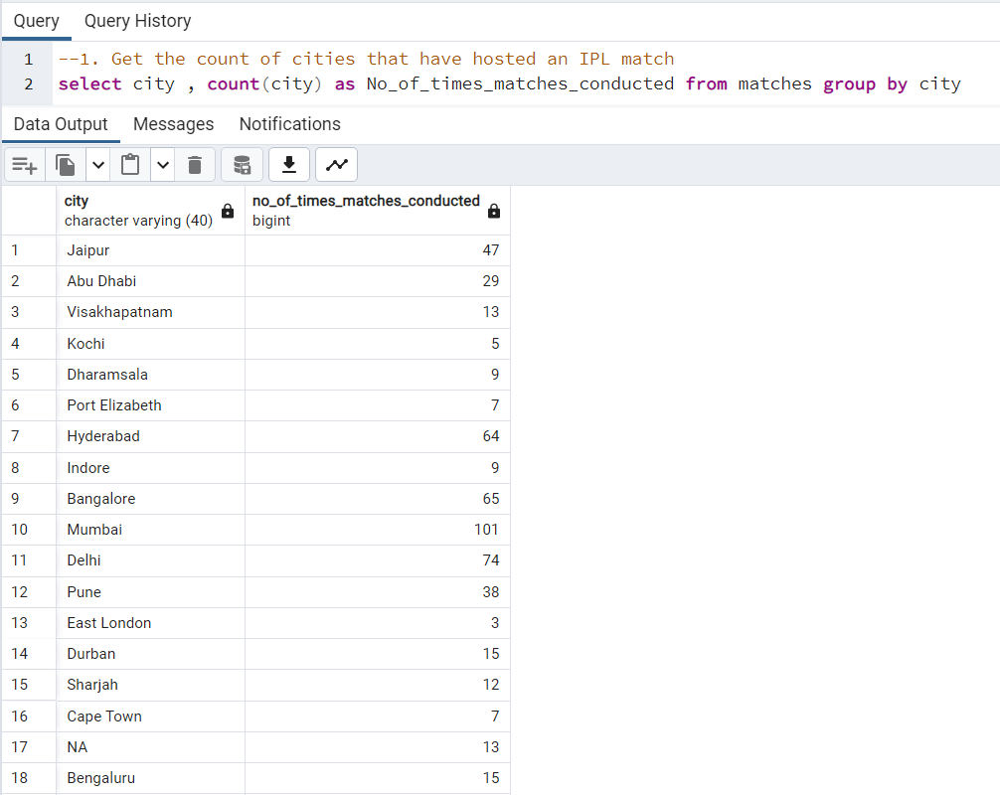 Query Query History
1 --1. Get the count of cities that have hosted an IPL match
2 select city , count(city) as No_of_times_matches_conducted from matches group by city
Data Output Messages Notifications
city no_of_times_matches_conducted
character varying (40) bigint
1 Jaipur 47
2 Abu Dhabi 29
3 Visakhapatnam 13
4 Kochi 5
5 Dharamsala 9
6 Port Elizabeth 7
7 Hyderabad 64
8 Indore 9
9 Bangalore 65
10 Mumbai 101
11 Delhi 74
12 Pune 38
13 East London 3
14 Durban 15
15 Sharjah 12
16 Cape Town 7
17 NA 13
18 Bengaluru 15